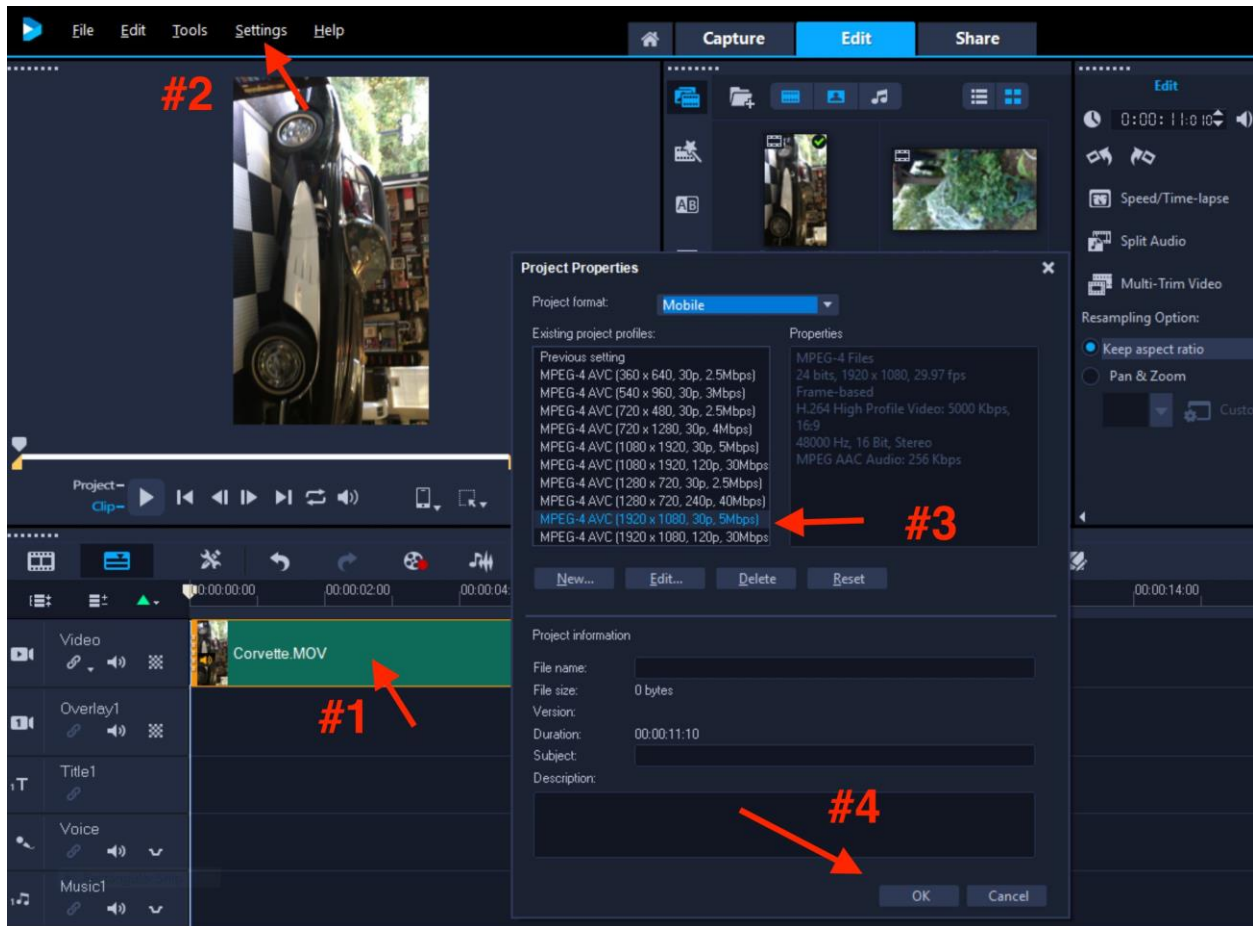 File Edit Tools Settings Help
Capture Edit Share
#2
Edit
0:00:11:010
AB
Speed/Time-lapse
Split Audio
Multi-Trim Video
Resampling Option:
Keep aspect ratio
Pan & Zoom
Custo
Project Properties
Project format: Mobile
Existing project profiles: Properties
Previous setting
MPEG-4 AVC (360 x 640, 30p, 2.5Mbps)
MPEG-4 AVC (540 x 960, 30p, 3Mbps)
MPEG-4 AVC (720 x 480, 30p, 2.5Mbps)
MPEG-4 AVC (720 x 1280, 30p, 4Mbps)
MPEG-4 AVC (1080 x 1920, 30p, 5Mbps)
MPEG-4 AVC (1080 x 1920, 120p, 30Mbps
MPEG-4 AVC (1280 x 720, 30p, 2.5Mbps)
MPEG-4 AVC (1280 x 720, 240p, 40Mbps)
MPEG-4 AVC (1920 x 1080, 30p, 5Mbps)
MPEG-4 AVC (1920 x 1080, 120p, 30Mbps
MPEG-4 Files
24 bits, 1920 x 1080, 29.97 fps
Frame-based
H.264 High Profile Video: 5000 Kbps,
16:9
48000 Hz, 16 Bit, Stereo
MPEG AAC Audio: 256 Kbps
#3
New... Edit... Delete Reset
Project information
File name:
File size: 0 bytes
Version:
Duration: 00:00:11:10
Subject:
Description:
#4
OK Cancel
Project-
Clip-
00:00:00:00 00:00:02:00 00:00:04: 00:00:14:00
Video
Corvette.MOV
#1
1
Overlay1
1T
Title1
Voice
1
Music1